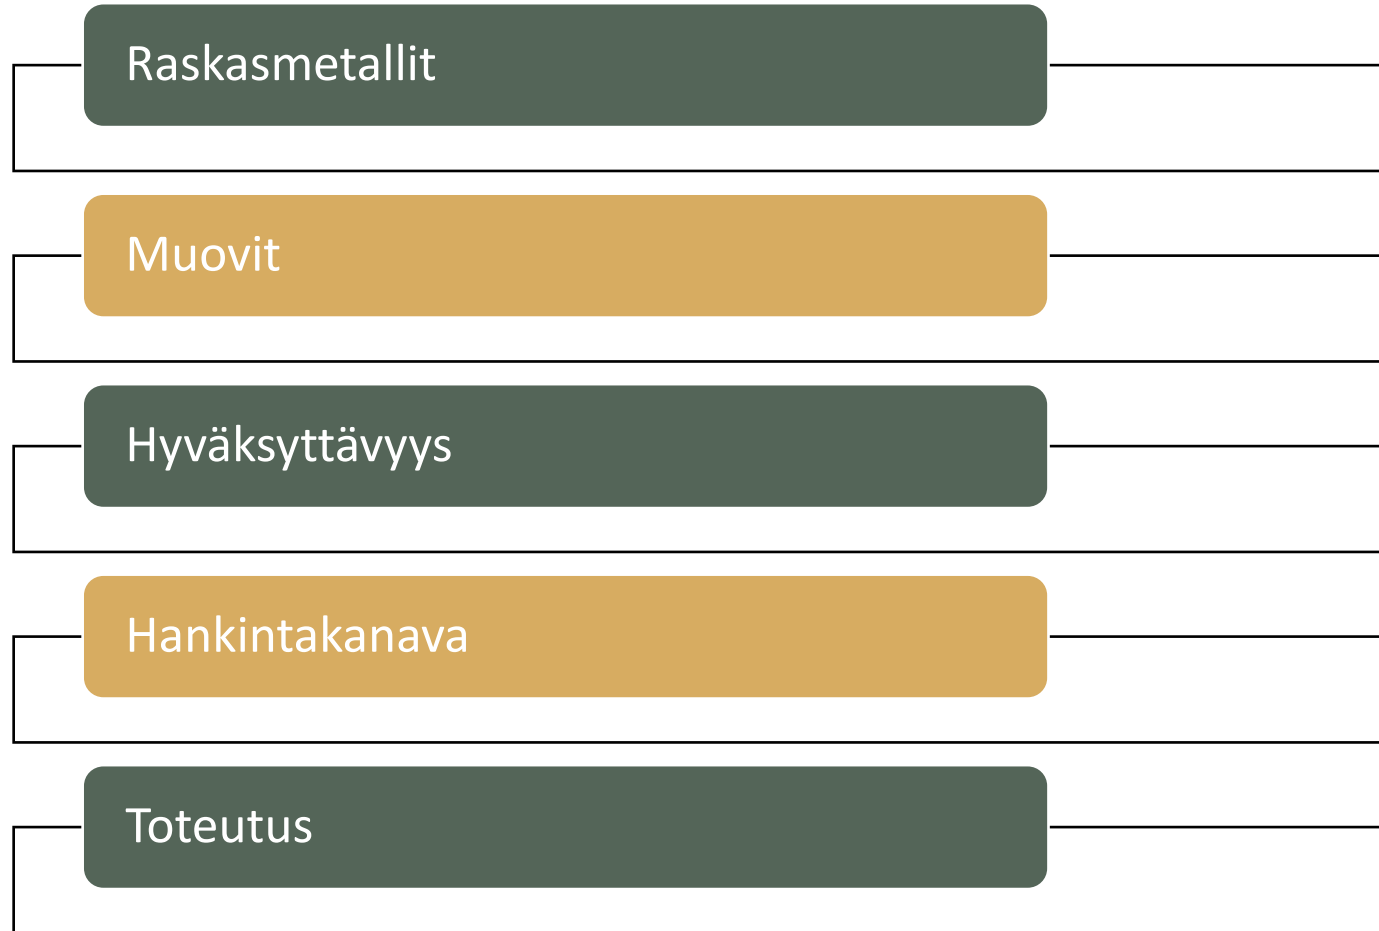 Raskasmetallit
Muovit
Hyväksyttävyys
Hankintakanava
Toteutus